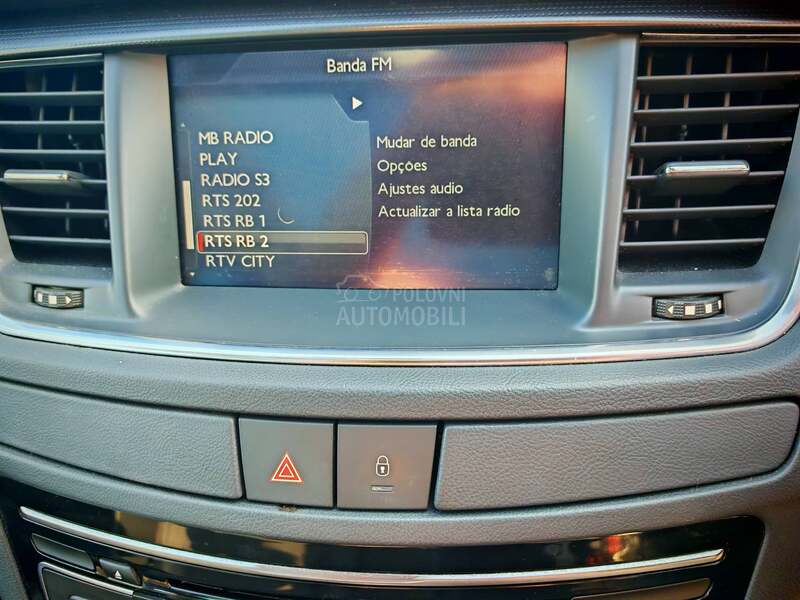 Banda FM
MB RADIO
PLAY
RADIO S3
RTS 202
RTS RB 1
RTS RB 2
RTV CITY
Mudar de banda
Opções
Ajustes audio
Actualizar a lista radio
POLOVNI
AUTOMOBILI